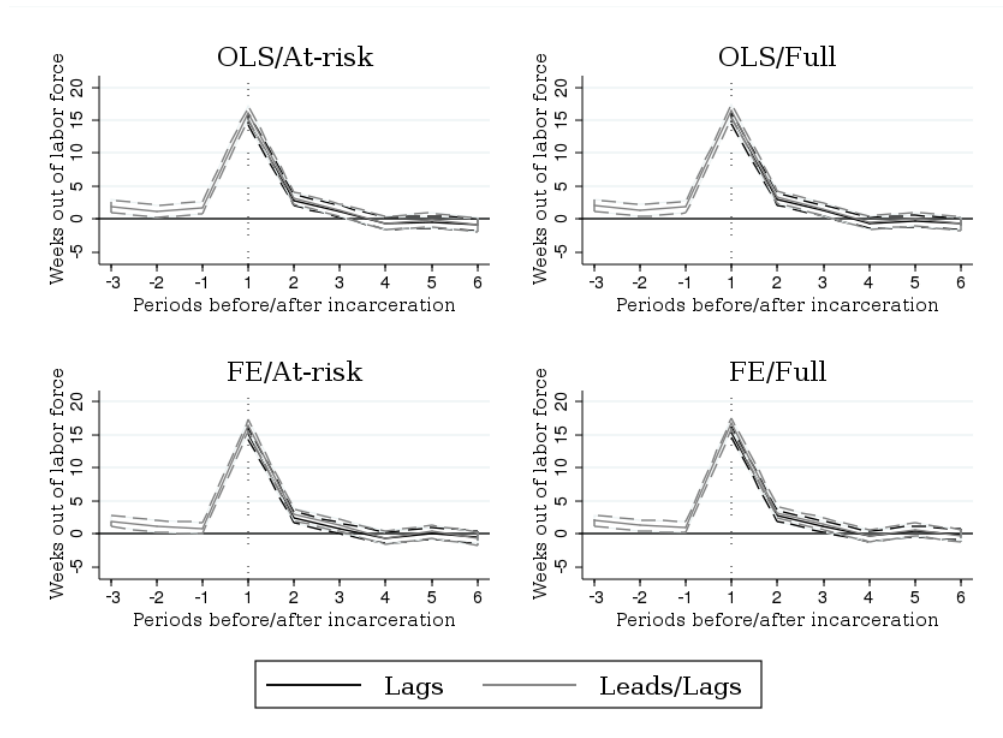 OLS/At-risk
Weeks out of labor force
20
15
10
5
0
-5
-3 -2 -1 1 2 3 4 5 6
Periods before/after incarceration
OLS/Full
Weeks out of labor force
20
15
10
5
0
-5
-3 -2 -1 1 2 3 4 5 6
Periods before/after incarceration
FE/At-risk
Weeks out of labor force
20
15
10
5
0
-5
-3 -2 -1 1 2 3 4 5 6
Periods before/after incarceration
FE/Full
Weeks out of labor force
20
15
10
5
0
-5
-3 -2 -1 1 2 3 4 5 6
Periods before/after incarceration
Lags Leads/Lags